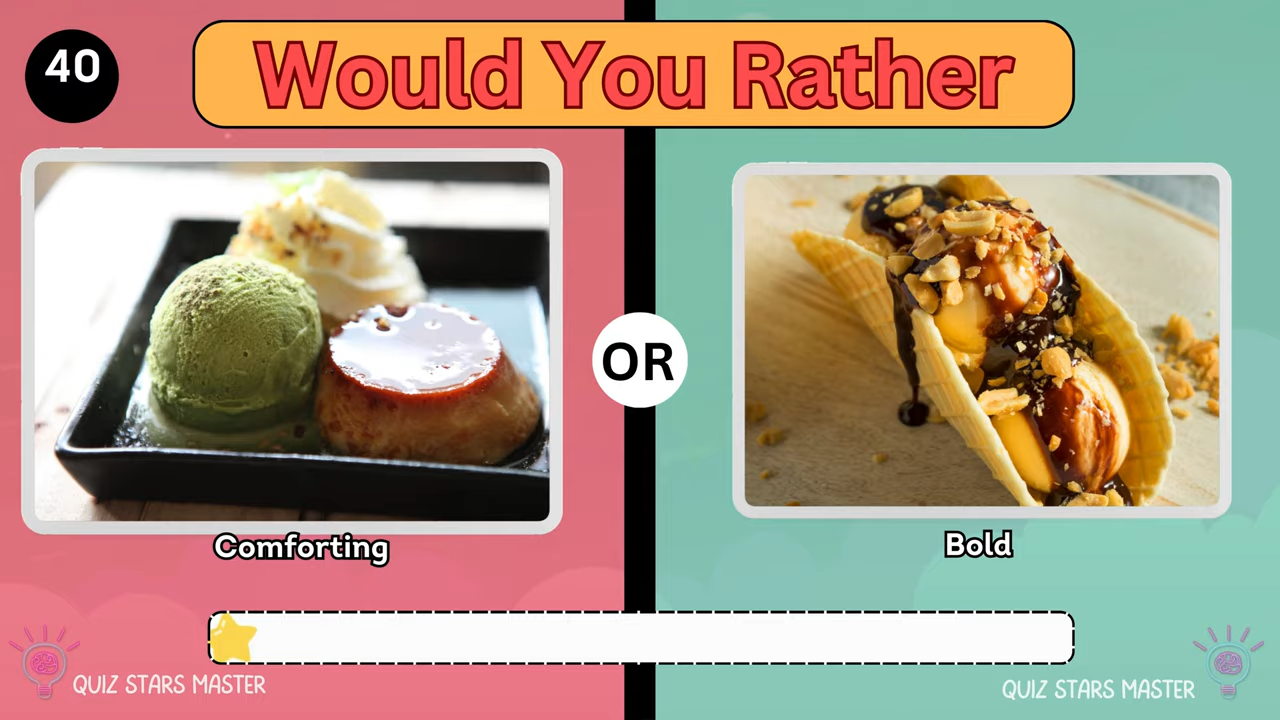 40
Would You Rather
OR
Comforting
Bold
QUIZ STARS MASTER
QUIZ STARS MASTER